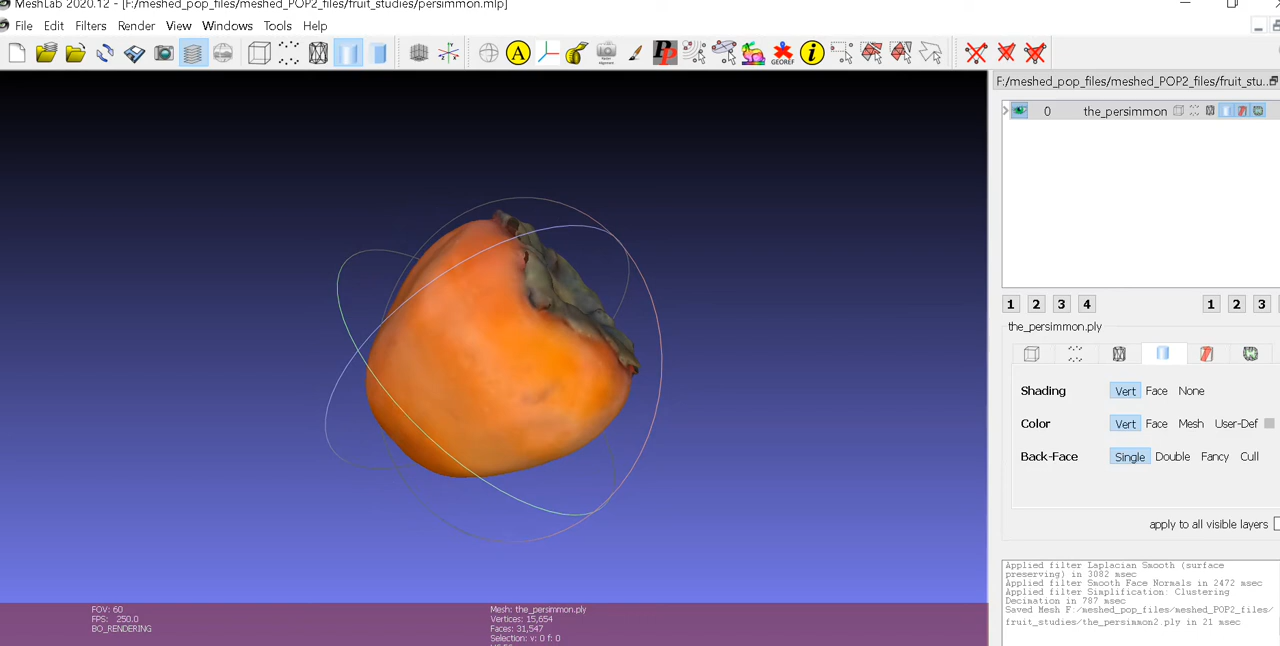 MeshLab 2020.12 - [F:/meshed_pop_files/meshed_POP2_files/fruit_studies/persimmon.mlp]
File Edit Filters Render View Windows Tools Help
A PP GEOREF i
F:/meshed_pop_files/meshed_POP2_files/fruit_stu...
0 the_persimmon
1 2 3 4 1 2 3
the_persimmon.ply
Shading Vert Face None
Color Vert Face Mesh User-Def
Back-Face Single Double Fancy Cull
apply to all visible layers
Applied filter Laplacian Smooth (surface
preserving) in 3082 msec
Applied filter Smooth Face Normals in 2472 msec
Applied filter Simplification: Clustering
Decimation in 787 msec
Saved Mesh F:/meshed_pop_files/meshed_POP2_files/
fruit_studies/the_persimmon2.ply in 21 msec
FOV: 60
FPS: 250.0
BO_RENDERING
Mesh: the_persimmon.ply
Vertices: 15,654
Faces: 31,547
Selection: v: 0 f: 0